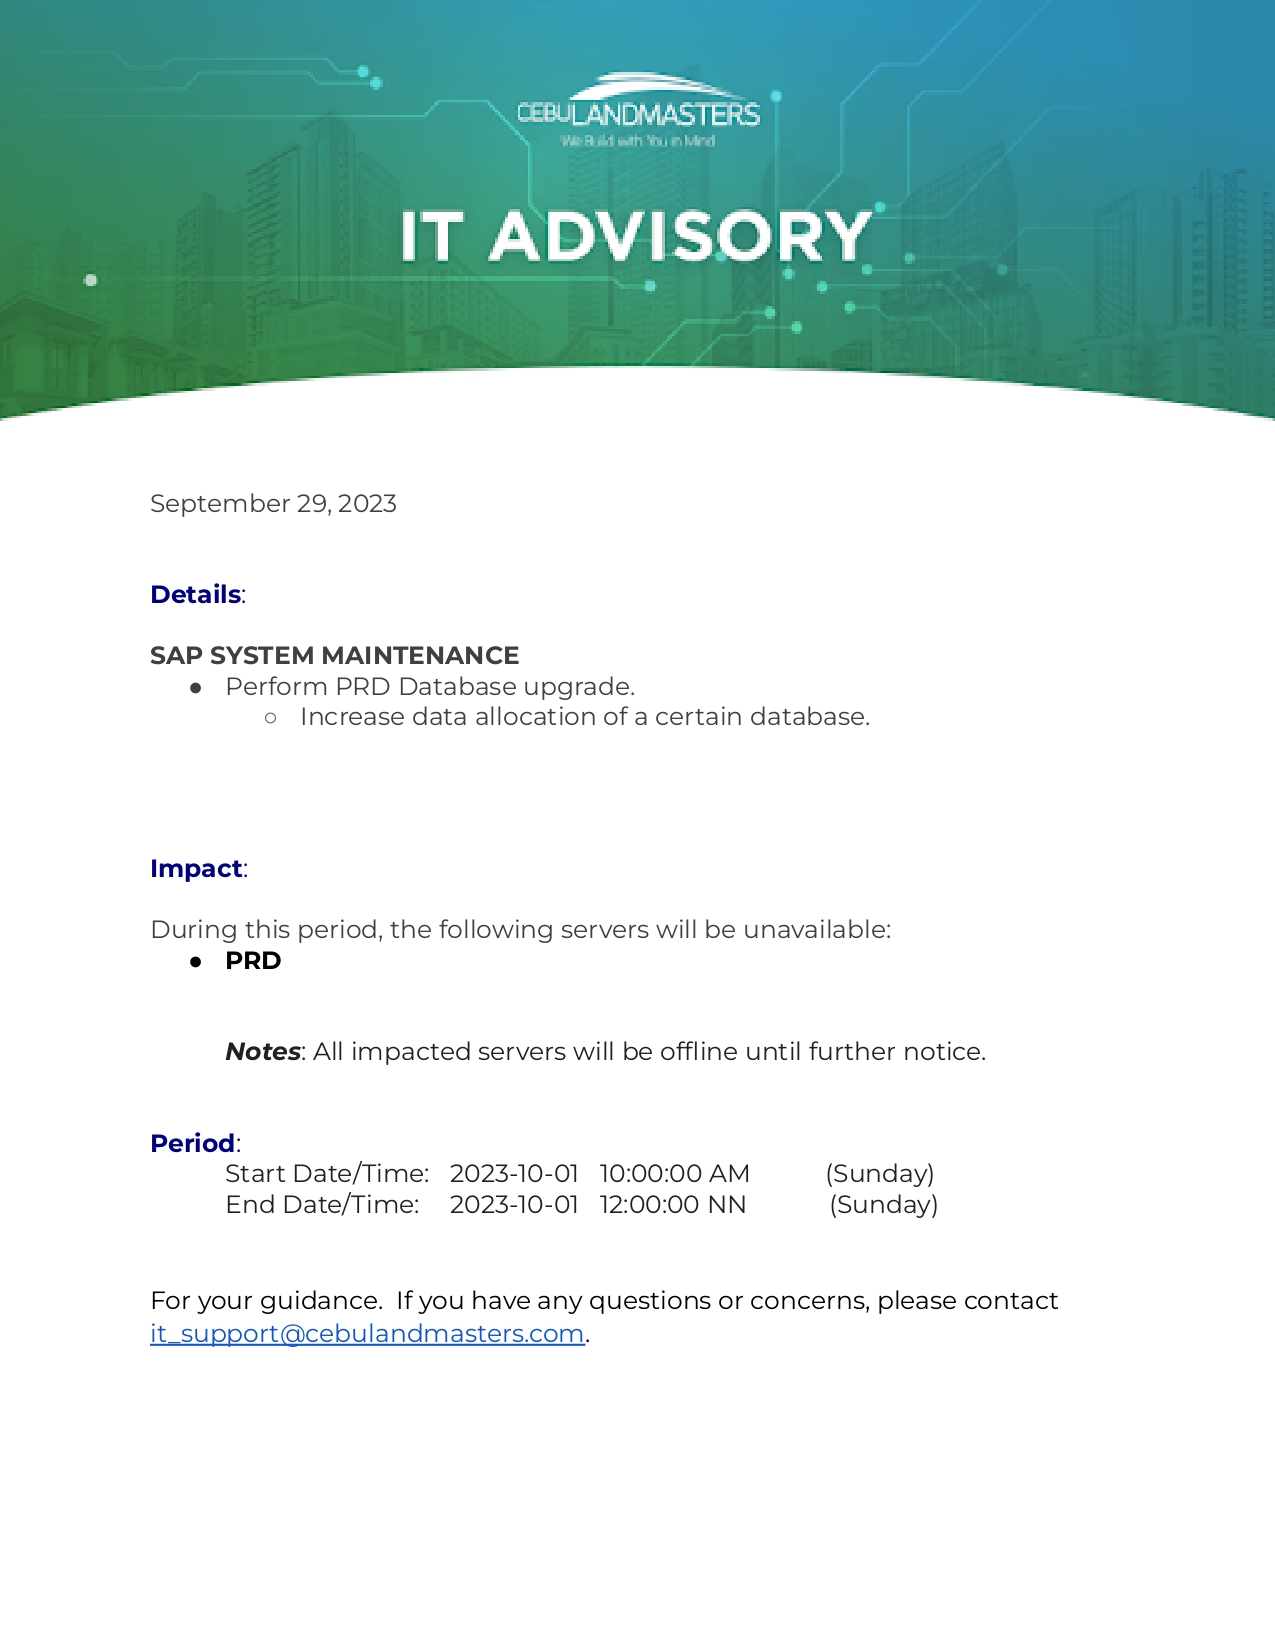 CEBULANDMASTERS
We Build with You in Mind
IT ADVISORY
September 29, 2023
Details:
SAP SYSTEM MAINTENANCE
● Perform PRD Database upgrade.
○ Increase data allocation of a certain database.
Impact:
During this period, the following servers will be unavailable:
● PRD
Notes: All impacted servers will be offline until further notice.
Period:
Start Date/Time: 2023-10-01 10:00:00 AM (Sunday)
End Date/Time: 2023-10-01 12:00:00 NN (Sunday)
For your guidance.  If you have any questions or concerns, please contact
it_support@cebulandmasters.com.